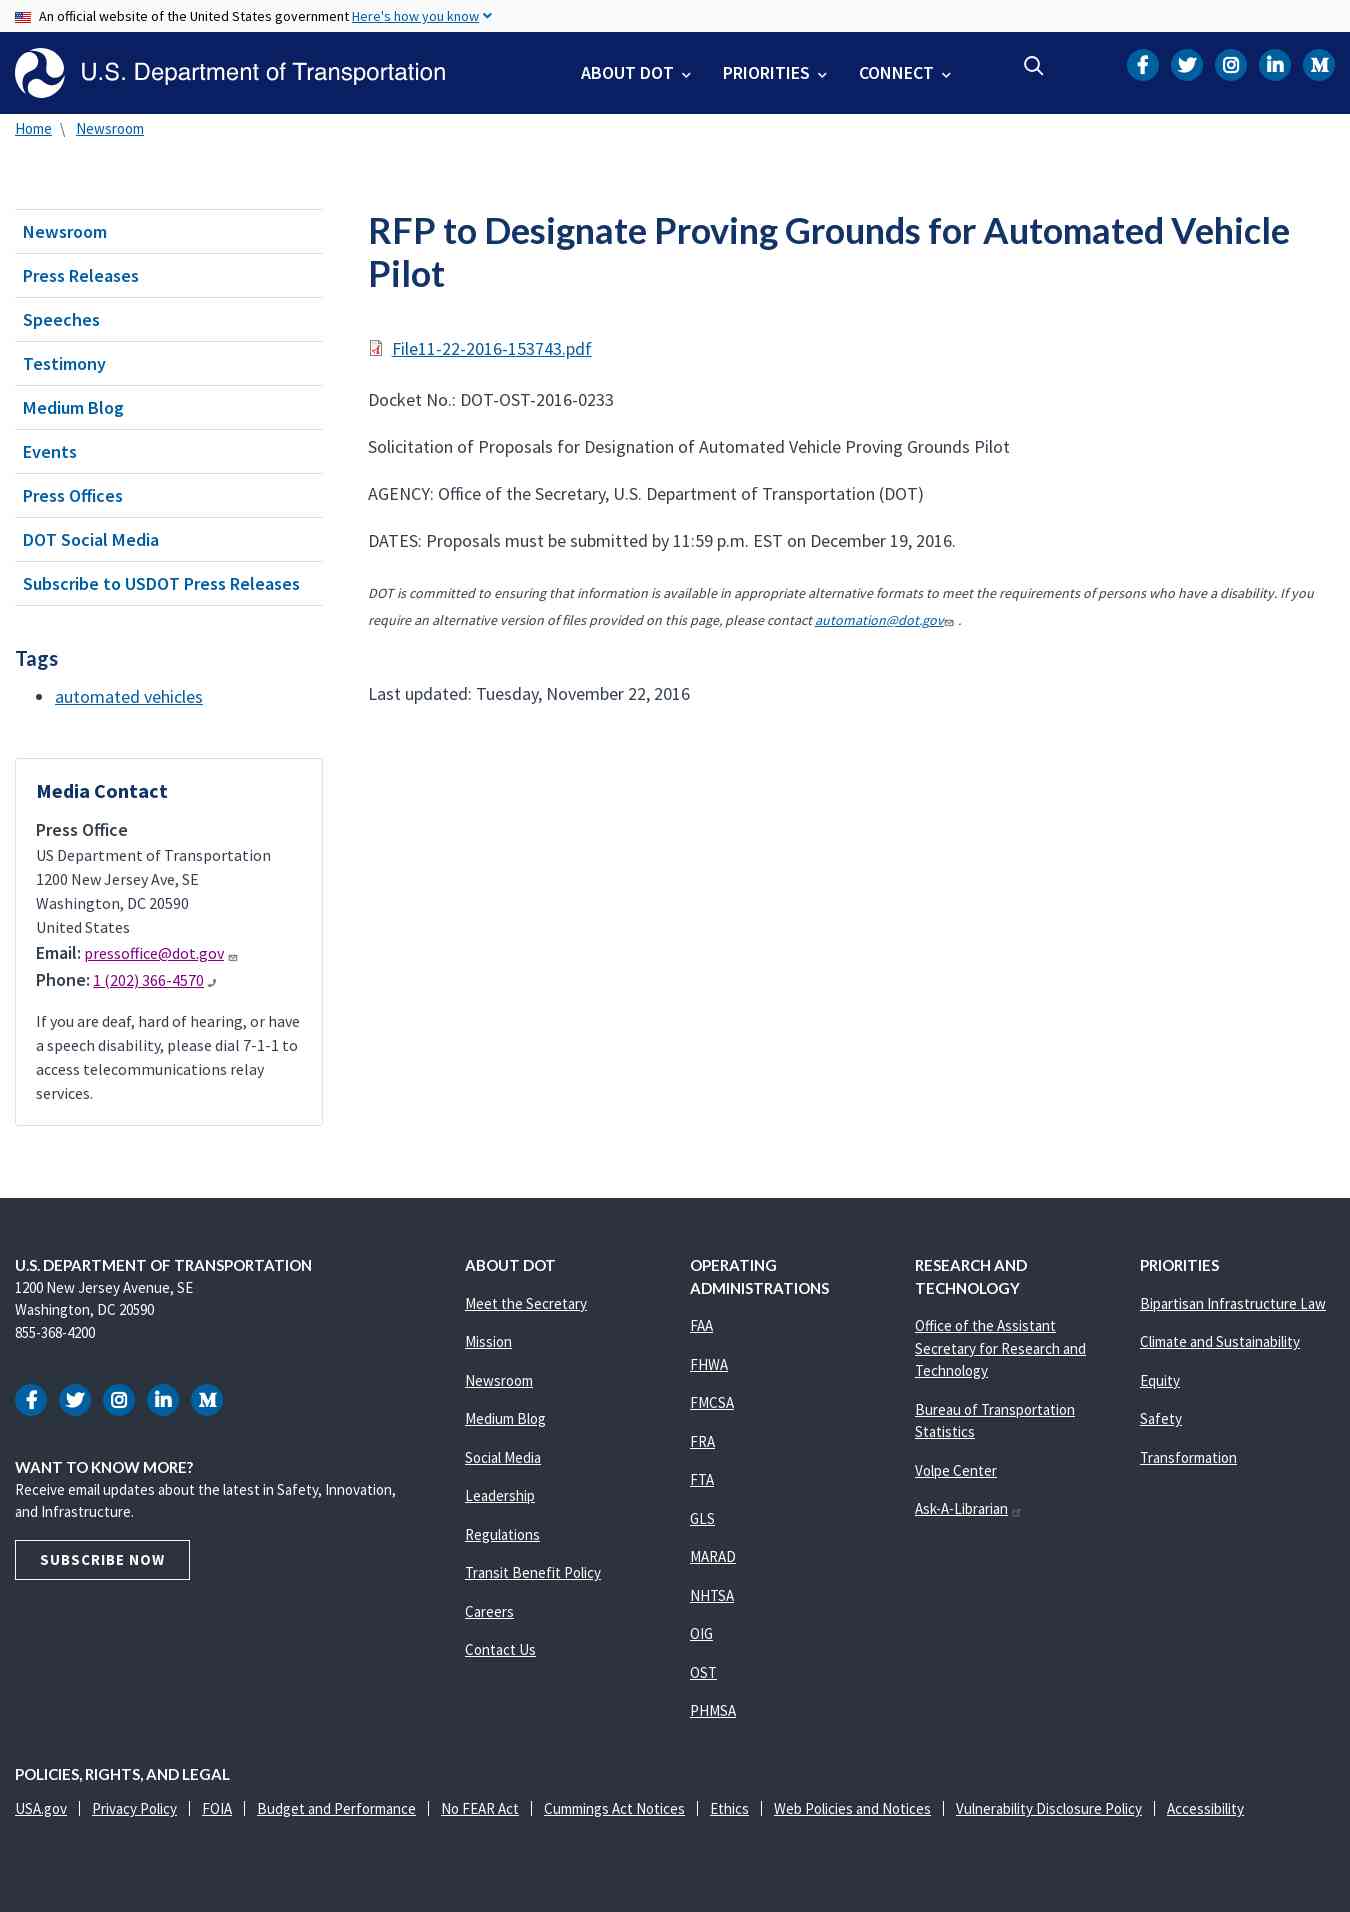 An official website of the United States government Here's how you know
U.S. Department of Transportation
ABOUT DOT
PRIORITIES
CONNECT
Home \ Newsroom
Newsroom
Press Releases
Speeches
Testimony
Medium Blog
Events
Press Offices
DOT Social Media
Subscribe to USDOT Press Releases
Tags
automated vehicles
Media Contact
Press Office
US Department of Transportation
1200 New Jersey Ave, SE
Washington, DC 20590
United States
Email: pressoffice@dot.gov
Phone: 1 (202) 366-4570
If you are deaf, hard of hearing, or have
a speech disability, please dial 7-1-1 to
access telecommunications relay
services.
RFP to Designate Proving Grounds for Automated Vehicle
Pilot
File11-22-2016-153743.pdf
Docket No.: DOT-OST-2016-0233
Solicitation of Proposals for Designation of Automated Vehicle Proving Grounds Pilot
AGENCY: Office of the Secretary, U.S. Department of Transportation (DOT)
DATES: Proposals must be submitted by 11:59 p.m. EST on December 19, 2016.
DOT is committed to ensuring that information is available in appropriate alternative formats to meet the requirements of persons who have a disability. If you
require an alternative version of files provided on this page, please contact automation@dot.gov .
Last updated: Tuesday, November 22, 2016
U.S. DEPARTMENT OF TRANSPORTATION
1200 New Jersey Avenue, SE
Washington, DC 20590
855-368-4200
WANT TO KNOW MORE?
Receive email updates about the latest in Safety, Innovation,
and Infrastructure.
SUBSCRIBE NOW
ABOUT DOT
Meet the Secretary
Mission
Newsroom
Medium Blog
Social Media
Leadership
Regulations
Transit Benefit Policy
Careers
Contact Us
OPERATING
ADMINISTRATIONS
FAA
FHWA
FMCSA
FRA
FTA
GLS
MARAD
NHTSA
OIG
OST
PHMSA
RESEARCH AND
TECHNOLOGY
Office of the Assistant
Secretary for Research and
Technology
Bureau of Transportation
Statistics
Volpe Center
Ask-A-Librarian
PRIORITIES
Bipartisan Infrastructure Law
Climate and Sustainability
Equity
Safety
Transformation
POLICIES, RIGHTS, AND LEGAL
USA.gov | Privacy Policy | FOIA | Budget and Performance | No FEAR Act | Cummings Act Notices | Ethics | Web Policies and Notices | Vulnerability Disclosure Policy | Accessibility